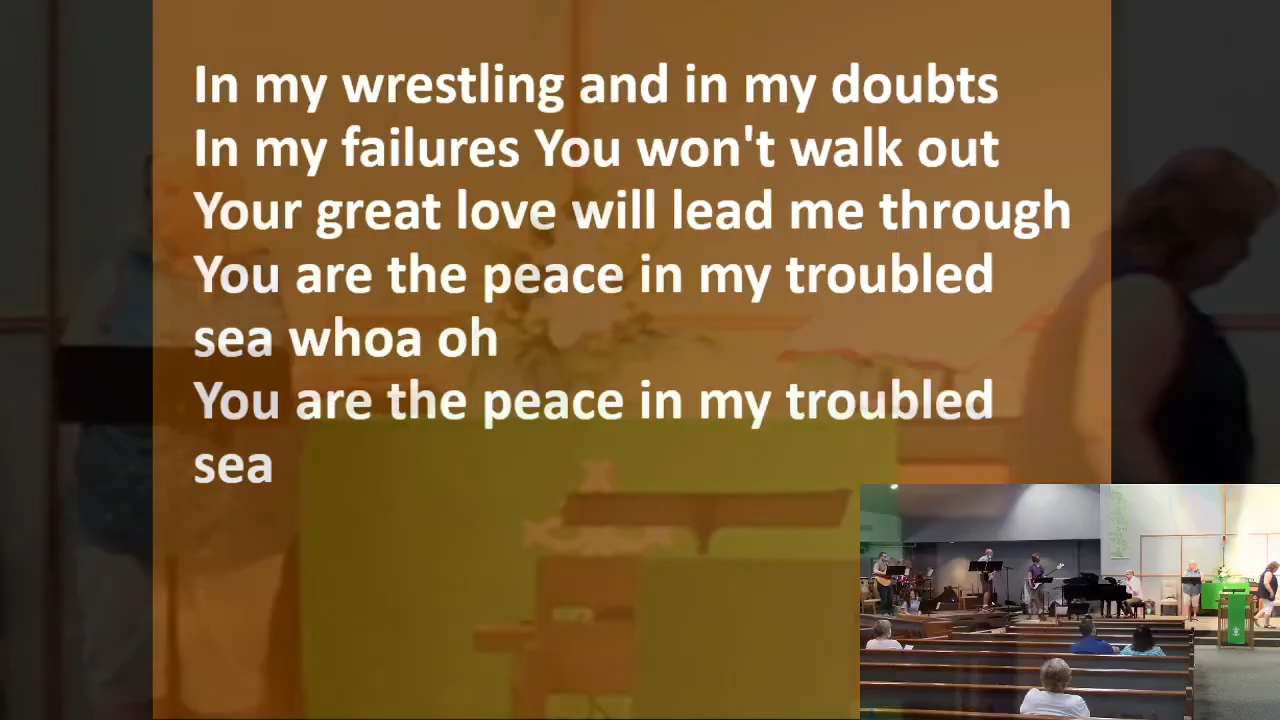 In my wrestling and in my doubts
In my failures You won't walk out
Your great love will lead me through
You are the peace in my troubled
sea whoa oh
You are the peace in my troubled
sea